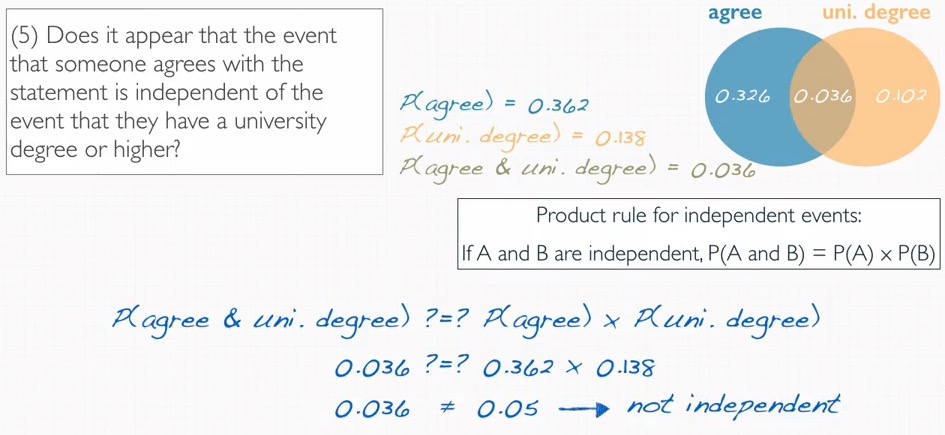 (5) Does it appear that the event
that someone agrees with the
statement is independent of the
event that they have a university
degree or higher?
agree uni. degree
0.326 0.036 0.102
P(agree) = 0.362
P(uni. degree) = 0.138
P(agree & uni. degree) = 0.036
Product rule for independent events:
If A and B are independent, P(A and B) = P(A) x P(B)
P(agree & uni. degree) ?=? P(agree) x P(uni. degree)
0.036 ?=? 0.362 x 0.138
0.036 ≠ 0.05 → not independent